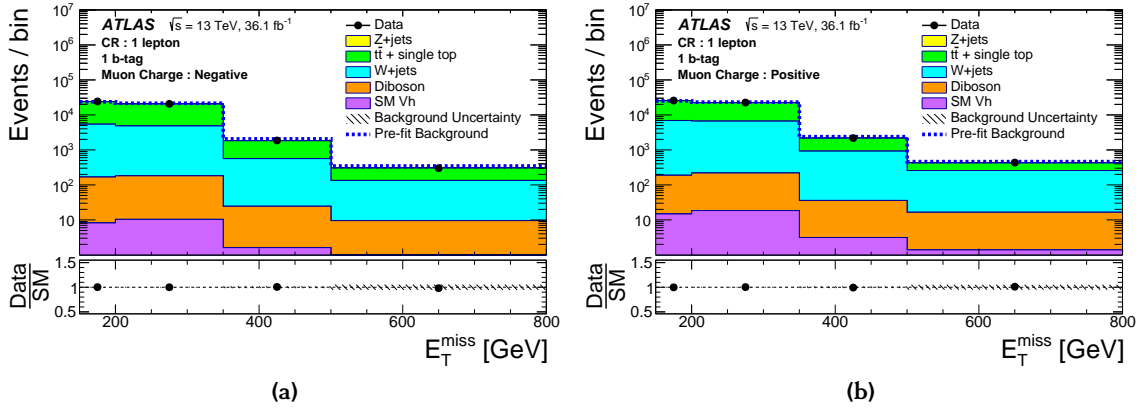 ATLAS √s = 13 TeV, 36.1 fb⁻¹
CR : 1 lepton
1 b-tag
Muon Charge : Negative
Data
Z+jets
tt̄ + single top
W+jets
Diboson
SM Vh
Background Uncertainty
Pre-fit Background
Events / bin
10⁷
10⁶
10⁵
10⁴
10³
10²
10
Data
SM
1.5
1
0.5
200 400 600 800
E_T^miss [GeV]
(a)
ATLAS √s = 13 TeV, 36.1 fb⁻¹
CR : 1 lepton
1 b-tag
Muon Charge : Positive
Data
Z+jets
tt̄ + single top
W+jets
Diboson
SM Vh
Background Uncertainty
Pre-fit Background
Events / bin
10⁷
10⁶
10⁵
10⁴
10³
10²
10
Data
SM
1.5
1
0.5
200 400 600 800
E_T^miss [GeV]
(b)